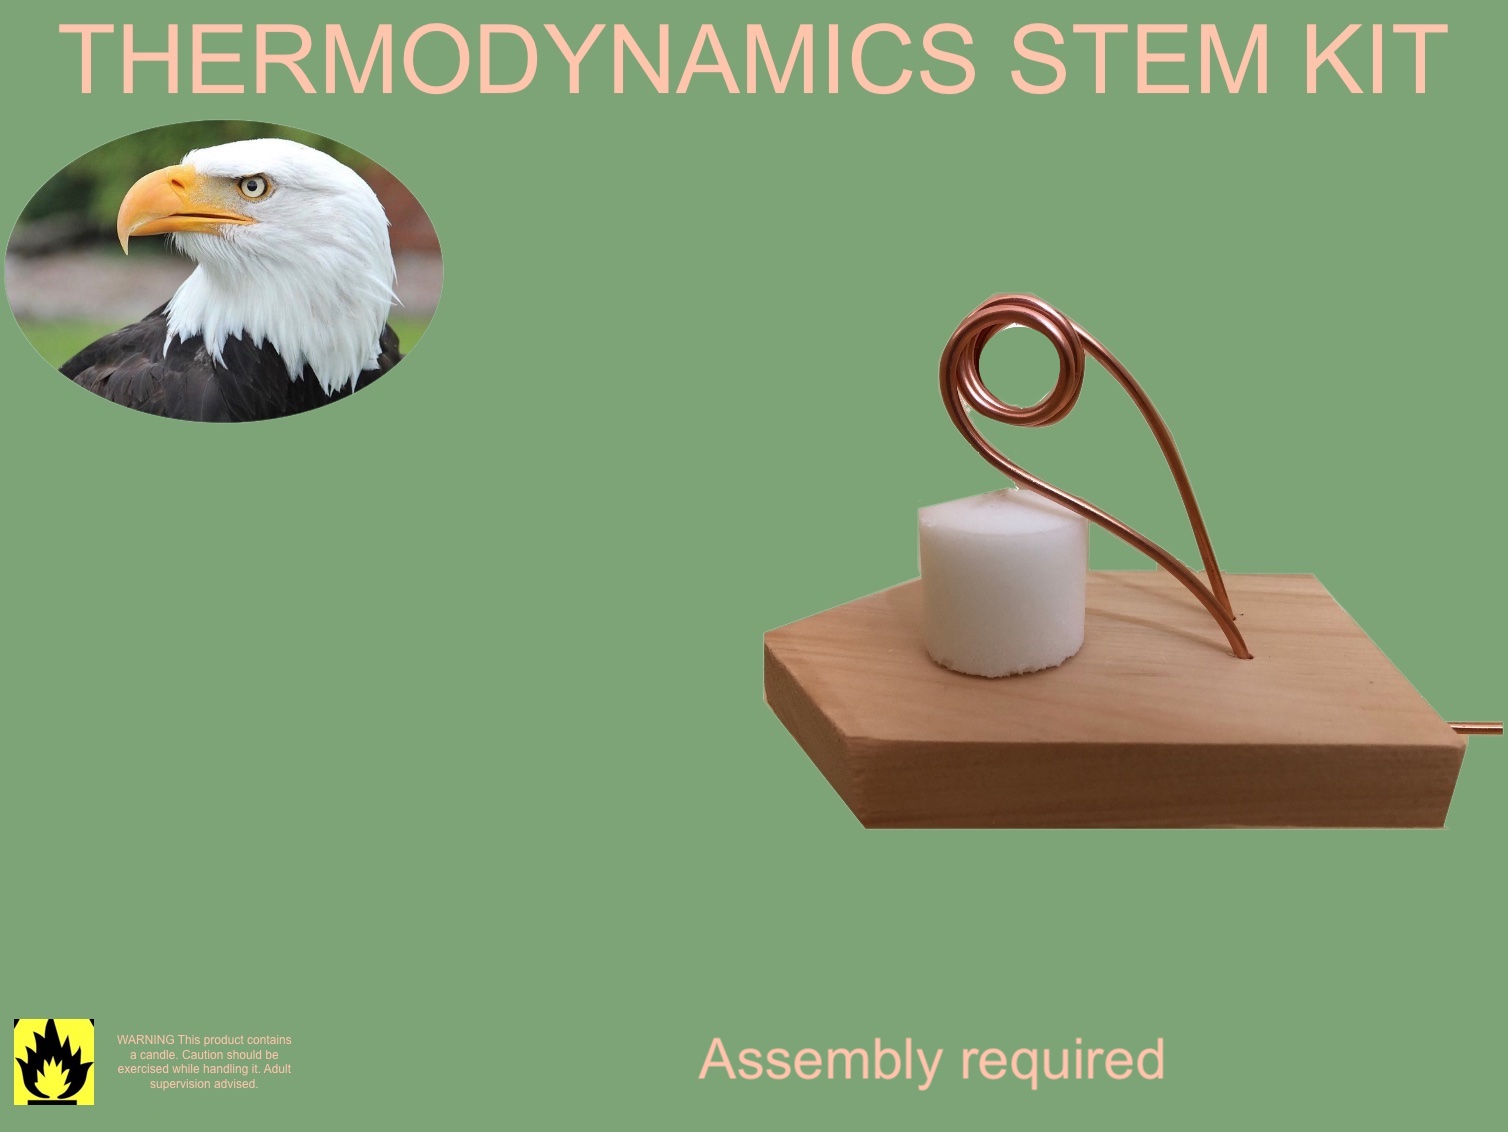 THERMODYNAMICS STEM KIT
WARNING This product contains
a candle. Caution should be
exercised while handling it. Adult
supervision advised.
Assembly required